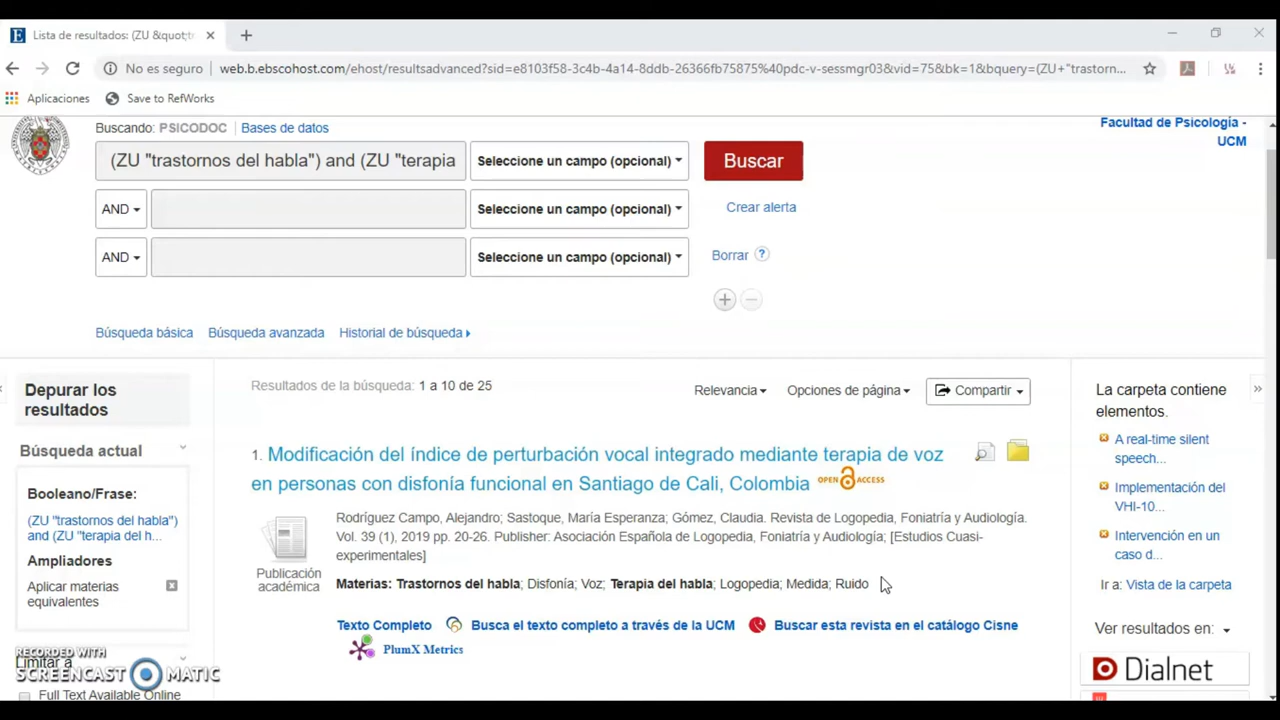 Lista de resultados: (ZU &quot;t
No es seguro
web.b.ebscohost.com/ehost/resultsadvanced?sid=e8103f58-3c4b-4a14-8ddb-26366fb75875%40pdc-v-sessmgr03&vid=75&bk=1&bquery=(ZU+"trastorn...
Aplicaciones
Save to RefWorks
Buscando: PSICODOC
Bases de datos
Facultad de Psicología -
UCM
(ZU "trastornos del habla") and (ZU "terapia
Seleccione un campo (opcional)
Buscar
AND
Seleccione un campo (opcional)
Crear alerta
AND
Seleccione un campo (opcional)
Borrar ?
Búsqueda básica
Búsqueda avanzada
Historial de búsqueda
Depurar los
resultados
Búsqueda actual
Booleano/Frase:
(ZU "trastornos del habla")
and (ZU "terapia del h...
Ampliadores
Aplicar materias
equivalentes
Limitar a
Full Text Available Online
RECORDED WITH
SCREENCAST MATIC
Resultados de la búsqueda: 1 a 10 de 25
Relevancia
Opciones de página
Compartir
1. Modificación del índice de perturbación vocal integrado mediante terapia de voz
en personas con disfonía funcional en Santiago de Cali, Colombia OPEN ACCESS
Publicación
académica
Rodríguez Campo, Alejandro; Sastoque, María Esperanza; Gómez, Claudia. Revista de Logopedia, Foniatría y Audiología.
Vol. 39 (1), 2019 pp. 20-26. Publisher: Asociación Española de Logopedia, Foniatría y Audiología; [Estudios Cuasi-
experimentales]
Materias: Trastornos del habla; Disfonía; Voz; Terapia del habla; Logopedia; Medida; Ruido
Texto Completo
Busca el texto completo a través de la UCM
Buscar esta revista en el catálogo Cisne
PlumX Metrics
La carpeta contiene
elementos.
A real-time silent
speech...
Implementación del
VHI-10...
Intervención en un
caso d...
Ir a: Vista de la carpeta
Ver resultados en:
Dialnet